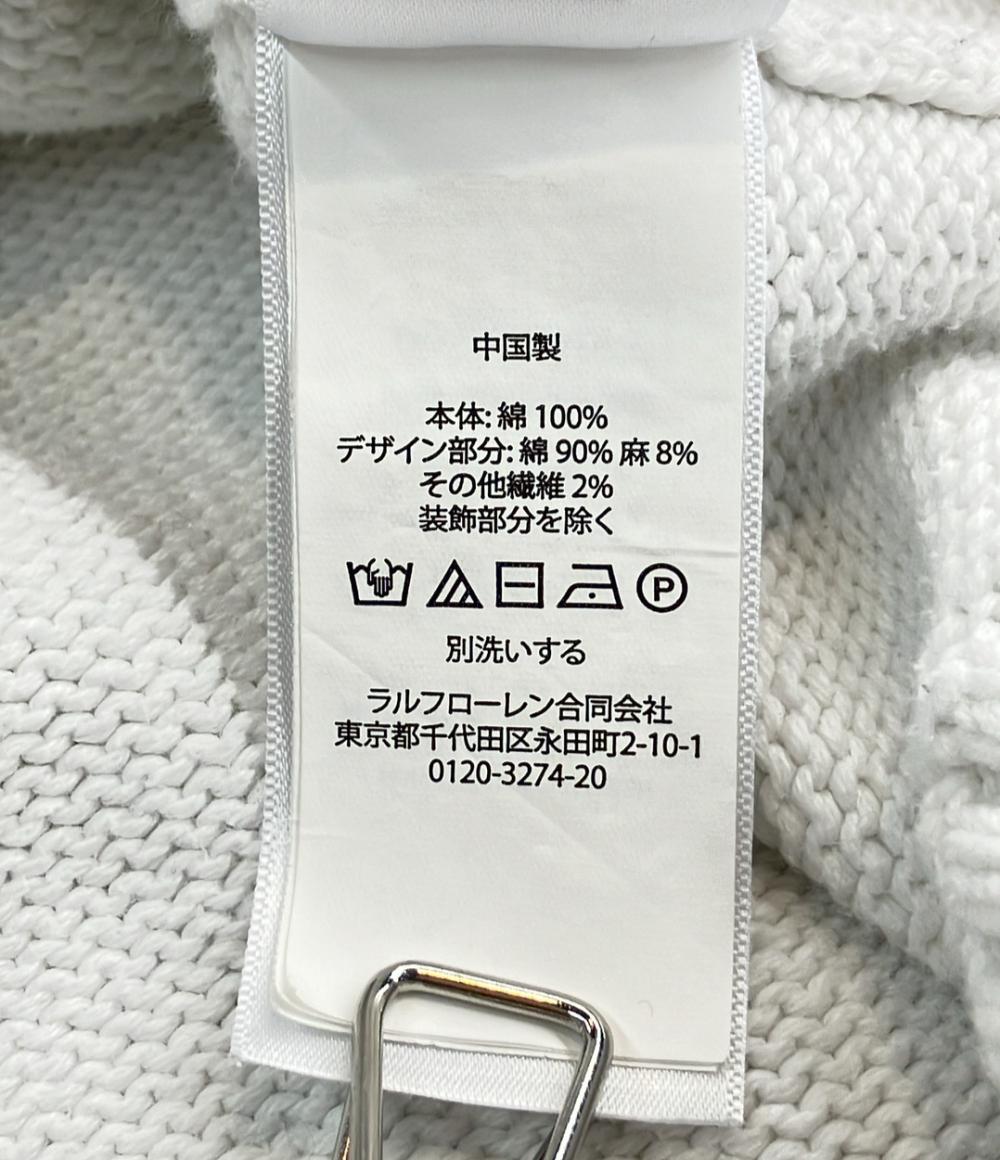 中国製
本体: 綿 100%
デザイン部分: 綿 90% 麻 8%
その他繊維 2%
装飾部分を除く
P
別洗いする
ラルフローレン合同会社
東京都千代田区永田町2-10-1
0120-3274-20